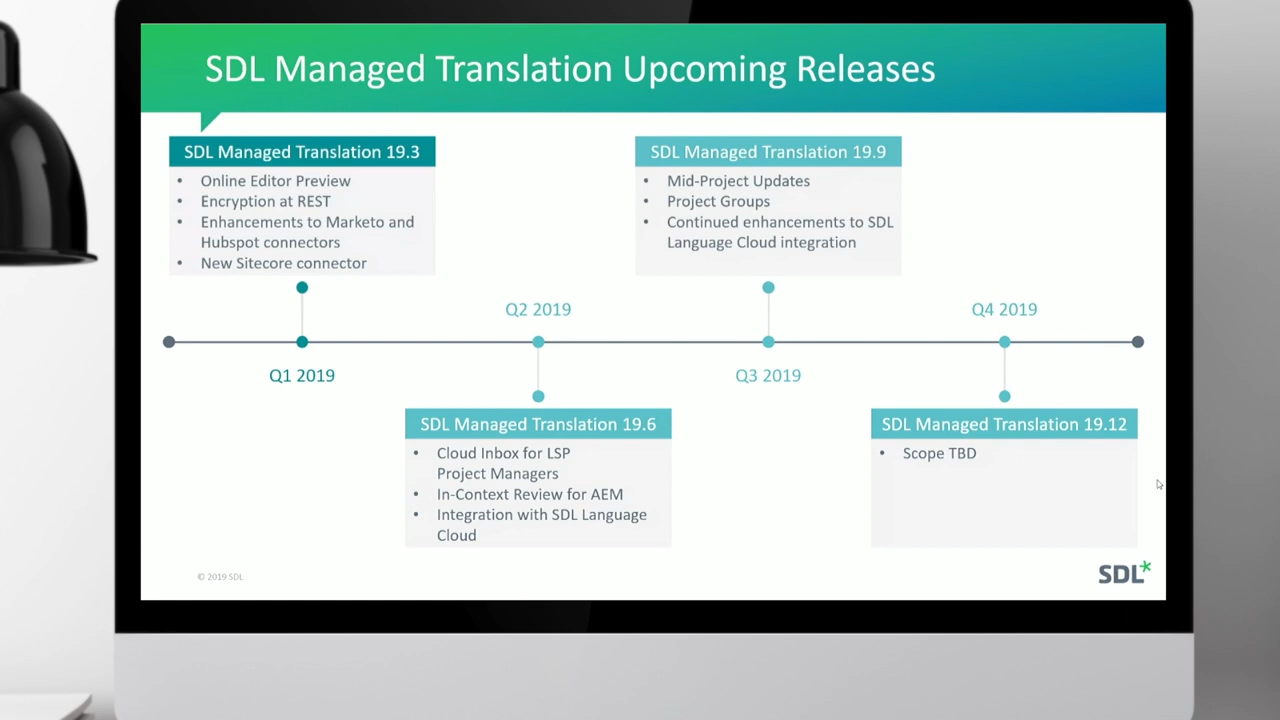 SDL Managed Translation Upcoming Releases
SDL Managed Translation 19.3
• Online Editor Preview
• Encryption at REST
• Enhancements to Marketo and
Hubspot connectors
• New Sitecore connector
SDL Managed Translation 19.9
• Mid-Project Updates
• Project Groups
• Continued enhancements to SDL
Language Cloud integration
Q2 2019
Q4 2019
Q1 2019
Q3 2019
SDL Managed Translation 19.6
• Cloud Inbox for LSP
Project Managers
• In-Context Review for AEM
• Integration with SDL Language
Cloud
SDL Managed Translation 19.12
• Scope TBD
© 2019 SDL
SDL*